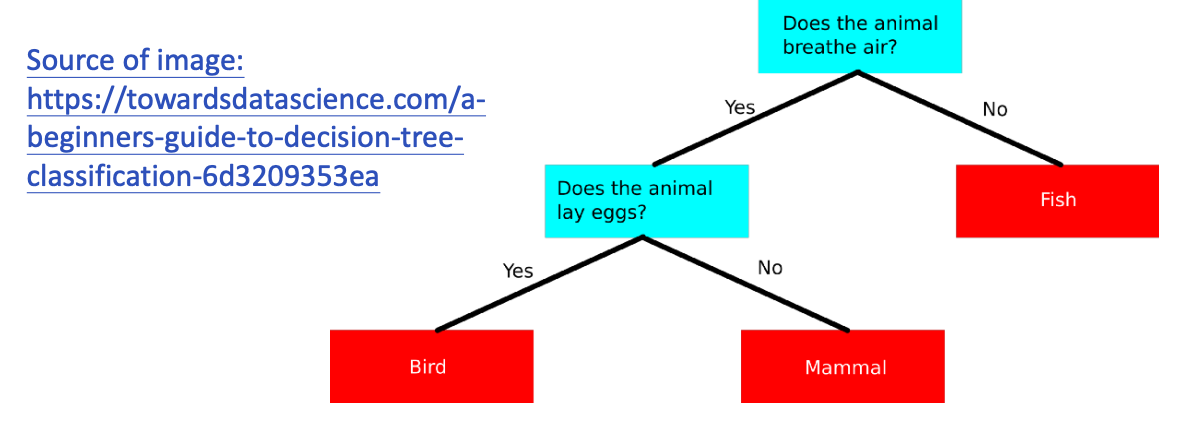 Source of image:
https://towardsdatascience.com/a-
beginners-guide-to-decision-tree-
classification-6d3209353ea
Does the animal
breathe air?
Yes
No
Does the animal
lay eggs?
Fish
Yes
No
Bird
Mammal